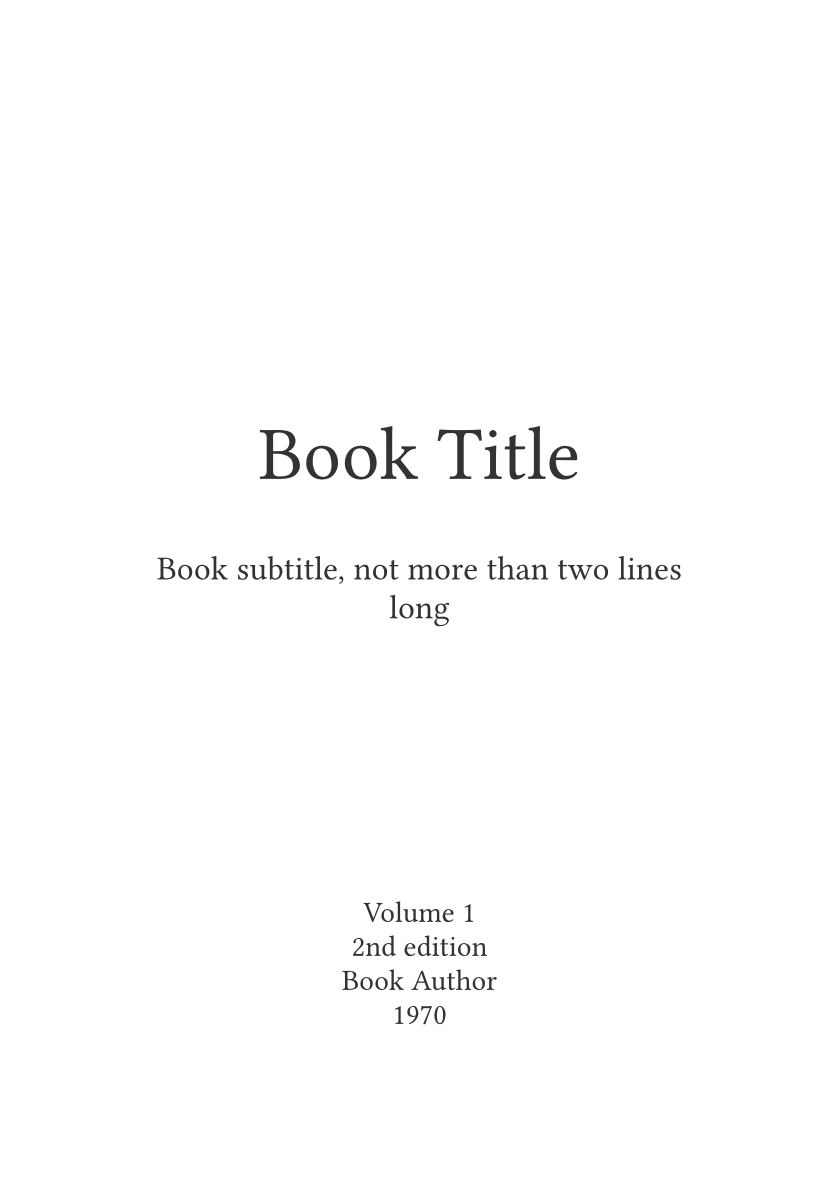 Book Title
Book subtitle, not more than two lines
long
Volume 1
2nd edition
Book Author
1970